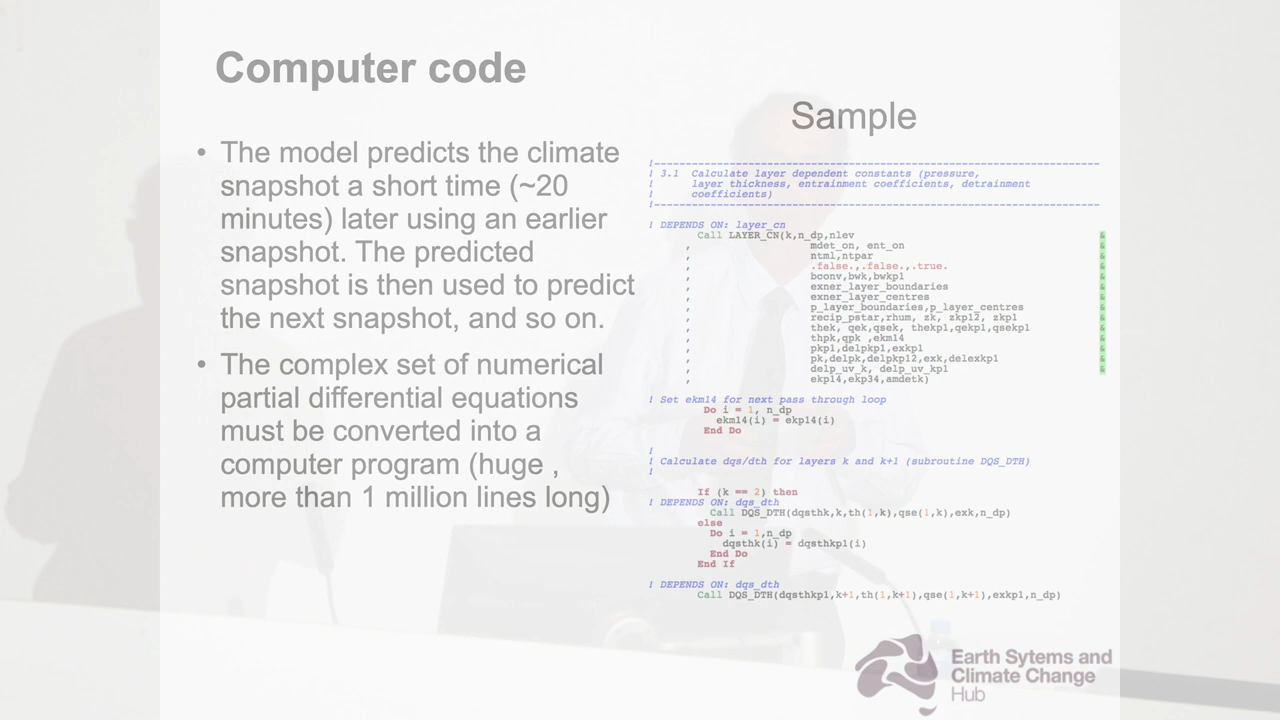 Computer code
• The model predicts the climate
snapshot a short time (~20
minutes) later using an earlier
snapshot. The predicted
snapshot is then used to predict
the next snapshot, and so on.
• The complex set of numerical
partial differential equations
must be converted into a
computer program (huge ,
more than 1 million lines long)
Sample
!-----------------------------------------------------------------------
! 3.1  Calculate layer dependent constants (pressure,
!      layer thickness, entrainment coefficients, detrainment
!      coefficients)
!-----------------------------------------------------------------------
! DEPENDS ON: layer_cn
Call LAYER_CN(k,n_dp,nlev &
, mdet_on, ent_on &
, ntml,ntpar &
, .false.,.false.,.true. &
, bconv,bwk,bwkp1 &
, exner_layer_boundaries &
, exner_layer_centres &
, p_layer_boundaries,p_layer_centres &
, recip_pstar,rhum, zk, zkp12, zkp1 &
, thek, qek,qsek, thekp1,qekp1,qsekp1 &
, thpk,qpk ,ekm14 &
, pkp1,delpkp1,exkp1 &
, pk,delpk,delpkp12,exk,delexkp1 &
, delp_uv_k, delp_uv_kp1 &
, ekp14,ekp34,amdetk)
! Set ekm14 for next pass through loop
Do i = 1, n_dp
ekm14(i) = ekp14(i)
End Do
!
! Calculate dqs/dth for layers k and k+1 (subroutine DQS_DTH)
!
If (k == 2) then
! DEPENDS ON: dqs_dth
Call DQS_DTH(dqsthk,k,th(1,k),qse(1,k),exk,n_dp)
else
Do i = 1,n_dp
dqsthk(i) = dqsthkp1(i)
End Do
End If
! DEPENDS ON: dqs_dth
Call DQS_DTH(dqsthkp1,k+1,th(1,k+1),qse(1,k+1),exkp1,n_dp)
Earth Sytems and
Climate Change
Hub